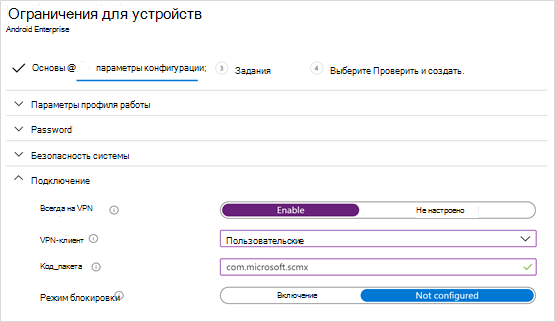 Ограничения для устройств
Android Enterprise
Основы @ параметры конфигурации; 3 Задания 4 Выберите Проверить и создать.
Параметры профиля работы
Password
Безопасность системы
Подключение
Всегда на VPN Enable Не настроено
VPN-клиент Пользовательские
Код_пакета com.microsoft.scmx
Режим блокировки Включение Not configured